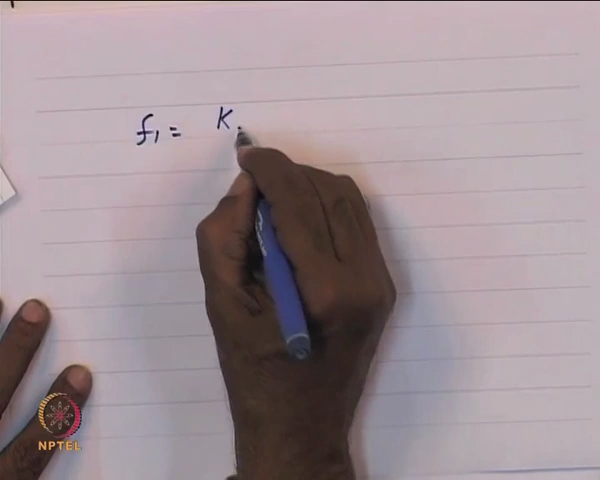 f₁ = K
NPTEL